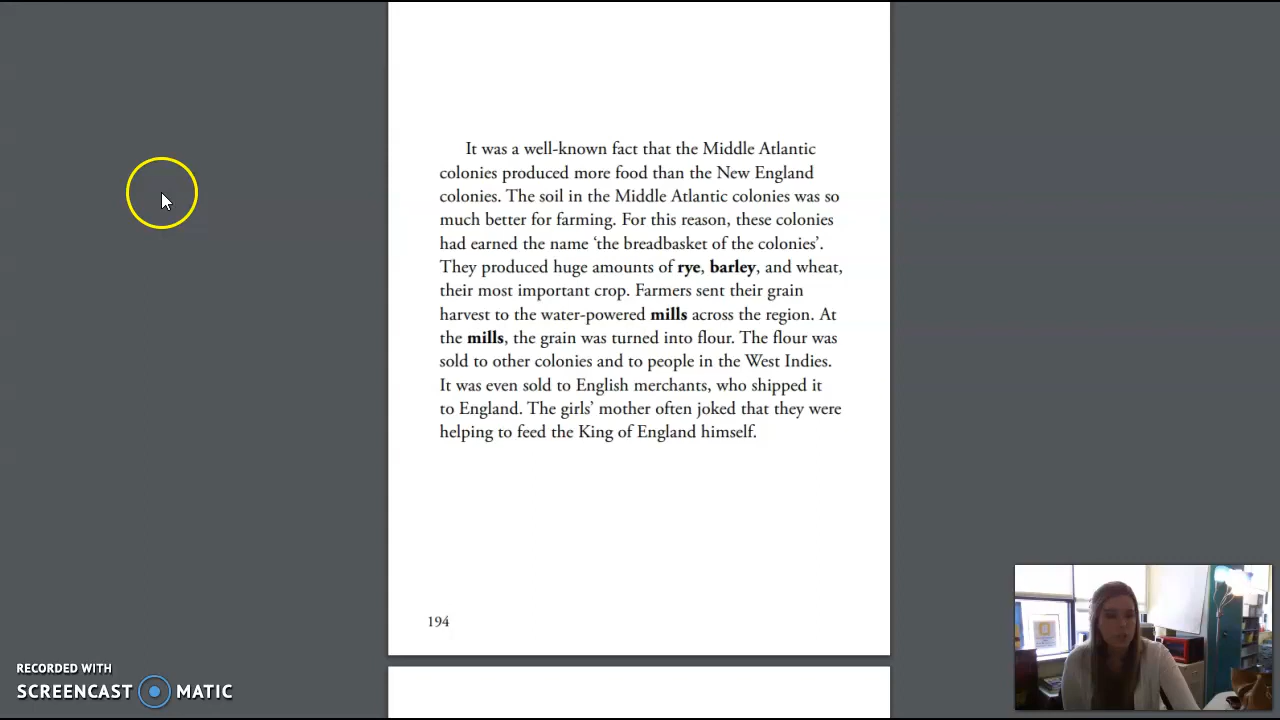 It was a well-known fact that the Middle Atlantic
colonies produced more food than the New England
colonies. The soil in the Middle Atlantic colonies was so
much better for farming. For this reason, these colonies
had earned the name ‘the breadbasket of the colonies’.
They produced huge amounts of rye, barley, and wheat,
their most important crop. Farmers sent their grain
harvest to the water-powered mills across the region. At
the mills, the grain was turned into flour. The flour was
sold to other colonies and to people in the West Indies.
It was even sold to English merchants, who shipped it
to England. The girls’ mother often joked that they were
helping to feed the King of England himself.
194
RECORDED WITH
SCREENCAST MATIC